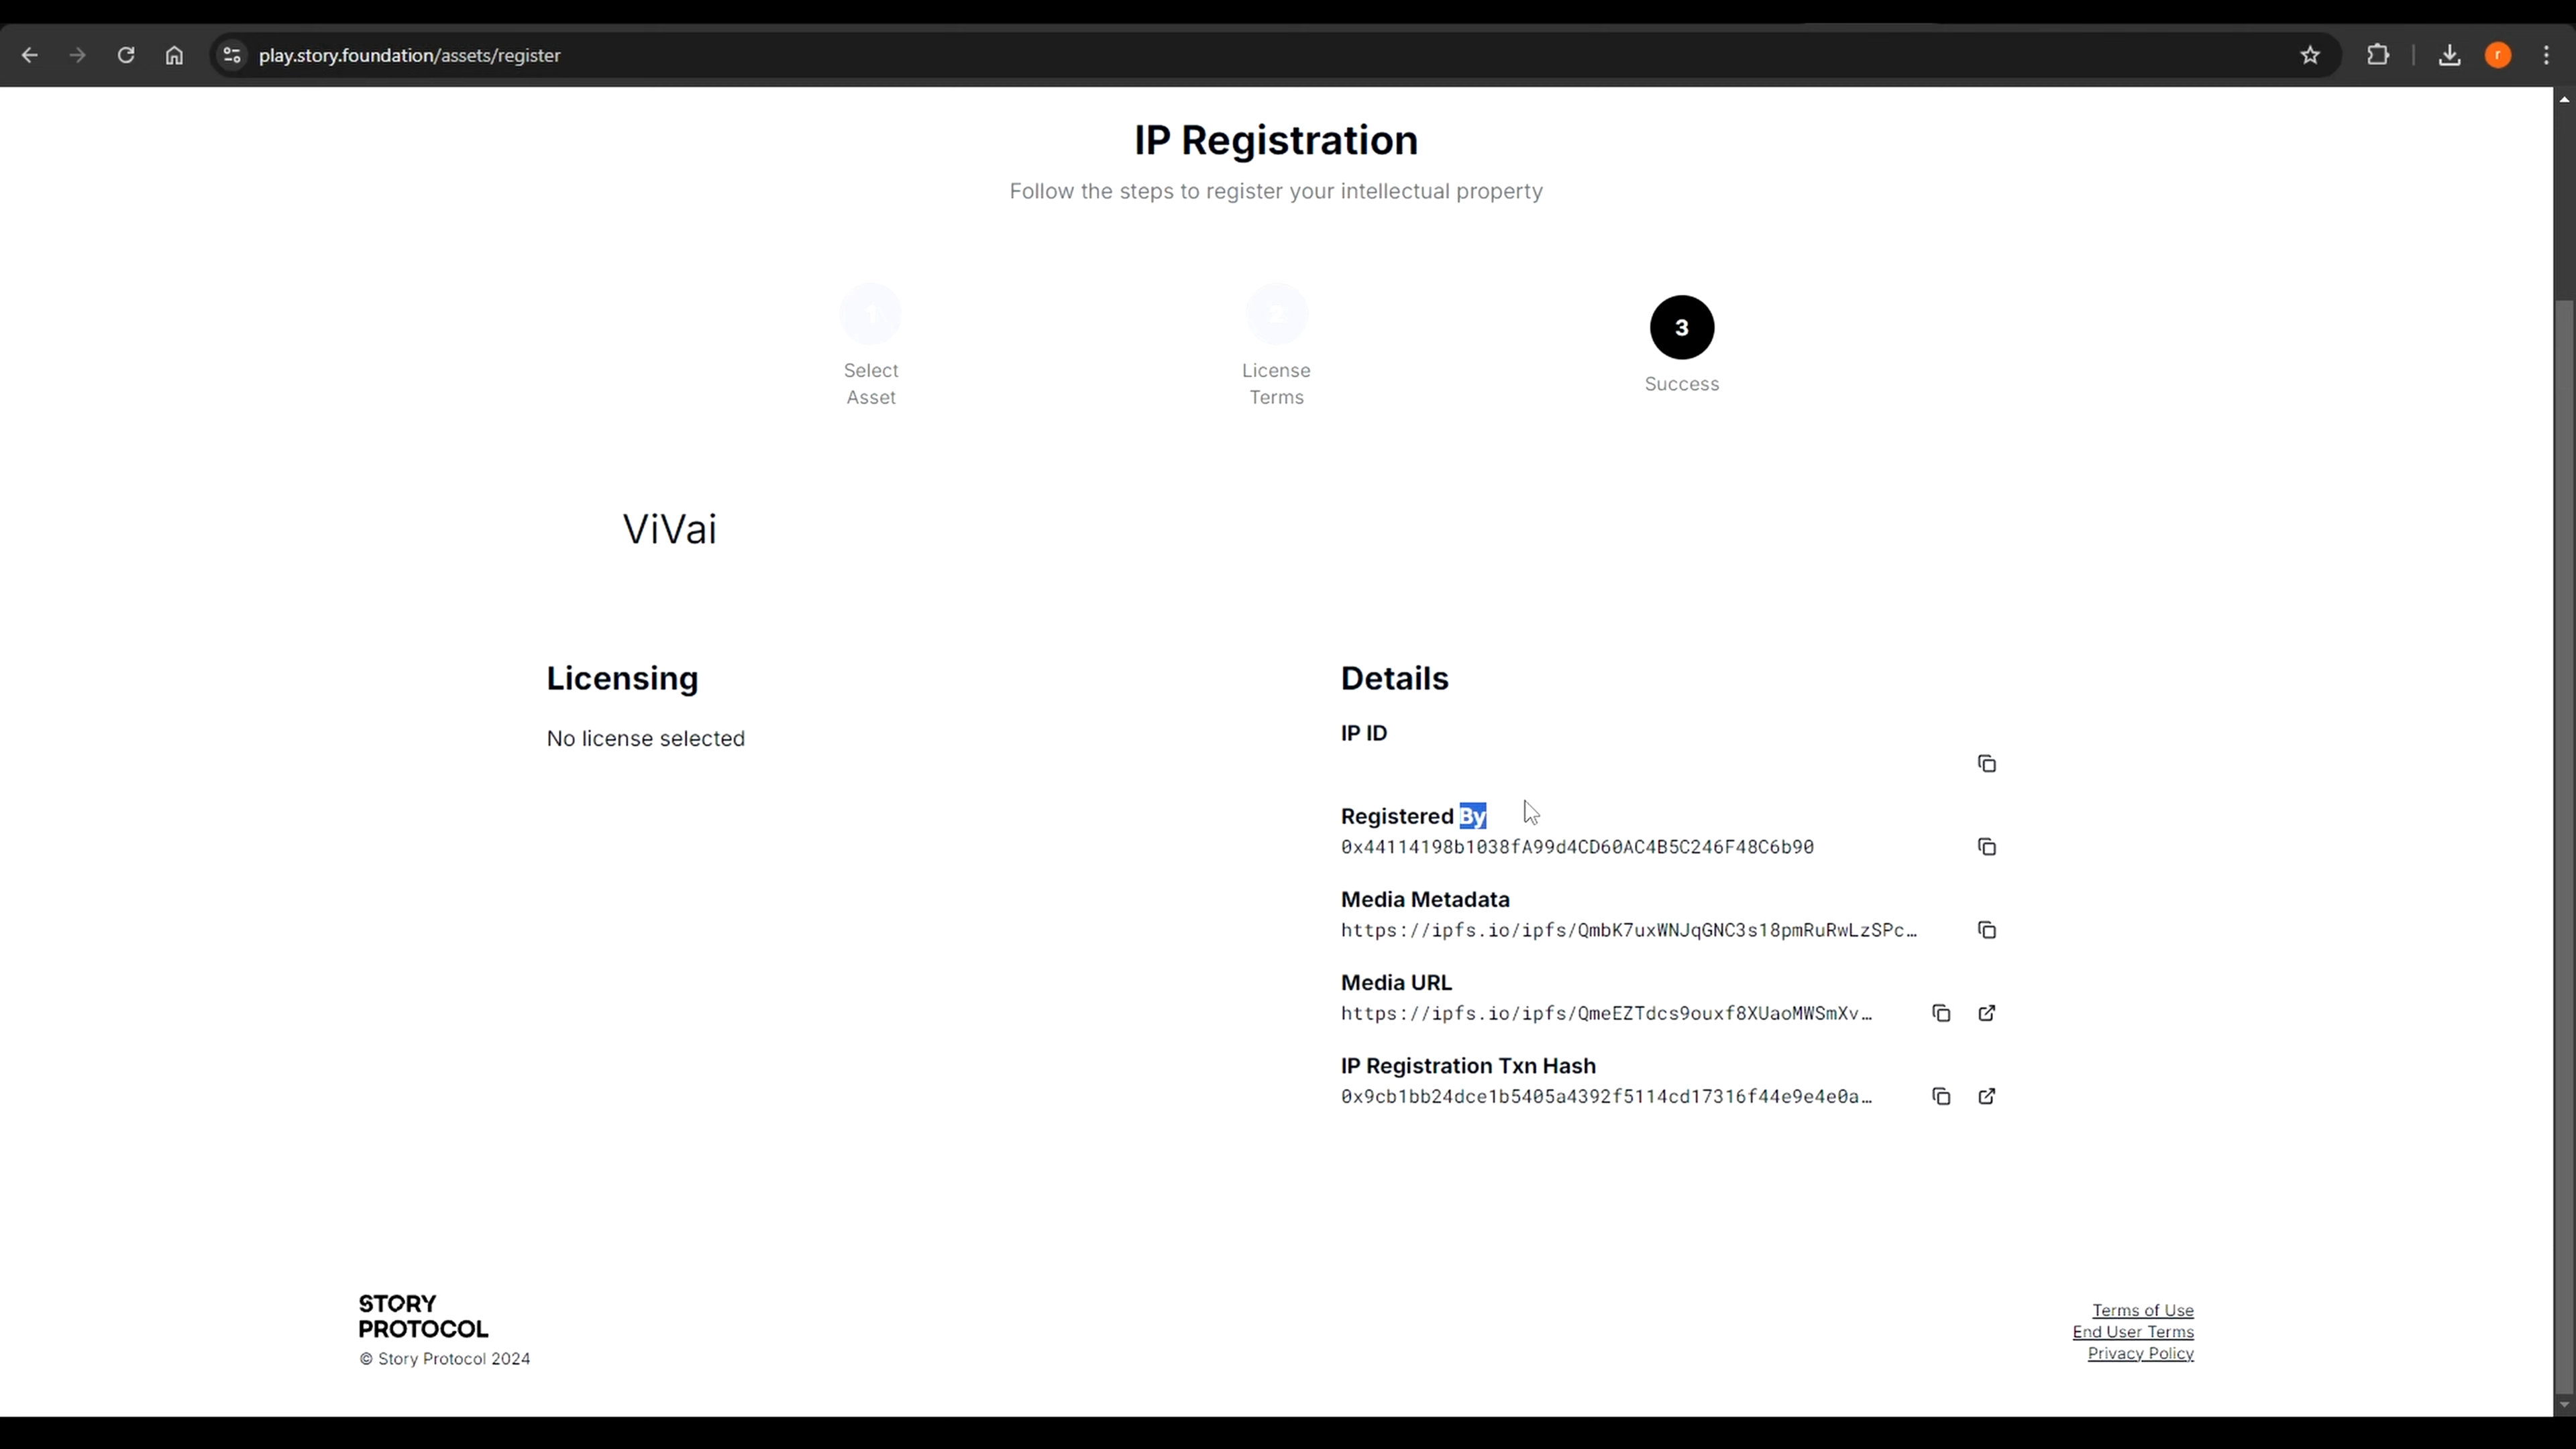 play.story.foundation/assets/register
r
IP Registration
Follow the steps to register your intellectual property
1
2
3
Select
Asset
License
Terms
Success
ViVai
Licensing
No license selected
Details
IP ID
Registered By
0x44114198b1038fA99d4CD60AC4B5C246F48C6b90
Media Metadata
https://ipfs.io/ipfs/QmbK7uxWNJqGNC3s18pmRuRwLzSPc…
Media URL
https://ipfs.io/ipfs/QmeEZTdcs9ouxf8XUaoMWSmXv…
IP Registration Txn Hash
0x9cb1bb24dce1b5405a4392f5114cd17316f44e9e4e0a…
STORY
PROTOCOL
© Story Protocol 2024
Terms of Use
End User Terms
Privacy Policy